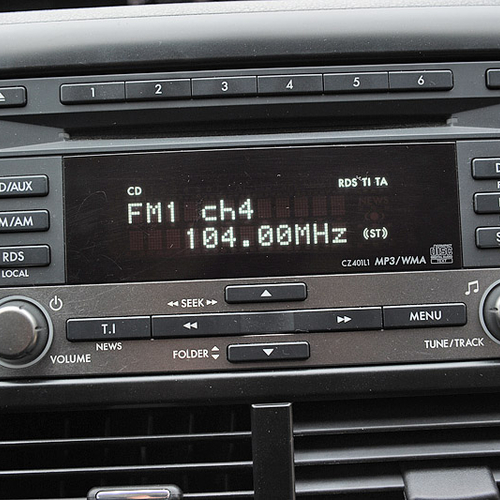 1 2 3 4 5 6
D/AUX
CD RDS TI TA
FM1 ch4
M/AM
104.00MHz (ST)
RDS
LOCAL
CZ401L1 MP3/WMA
SEEK
T.I MENU
NEWS
VOLUME FOLDER TUNE/TRACK